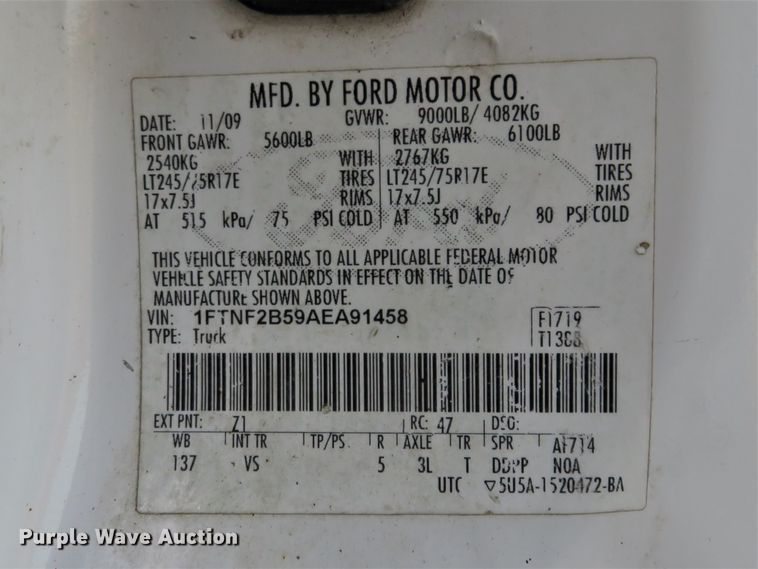 MFD. BY FORD MOTOR CO.
DATE: 11/09 GVWR: 9000LB/ 4082KG
FRONT GAWR: 5600LB REAR GAWR: 6100LB
2540KG WITH 2767KG WITH
LT245/75R17E TIRES LT245/75R17E TIRES
17x7.5J RIMS 17x7.5J RIMS
AT 515 kPa/ 75 PSI COLD AT 550 kPa/ 80 PSI COLD
THIS VEHICLE CONFORMS TO ALL APPLICABLE FEDERAL MOTOR
VEHICLE SAFETY STANDARDS IN EFFECT ON THE DATE OF
MANUFACTURE SHOWN ABOVE.
VIN: 1FTNF2B59AEA91458 F1719
TYPE: Truck T1388
EXT PNT: Z1 RC: 47 DSO:
WB INT TR TP/PS R AXLE TR SPR AF714
137 VS 5 3L T DDPP NOA
UTC ▽5U5A-1520472-BA
Purple Wave Auction